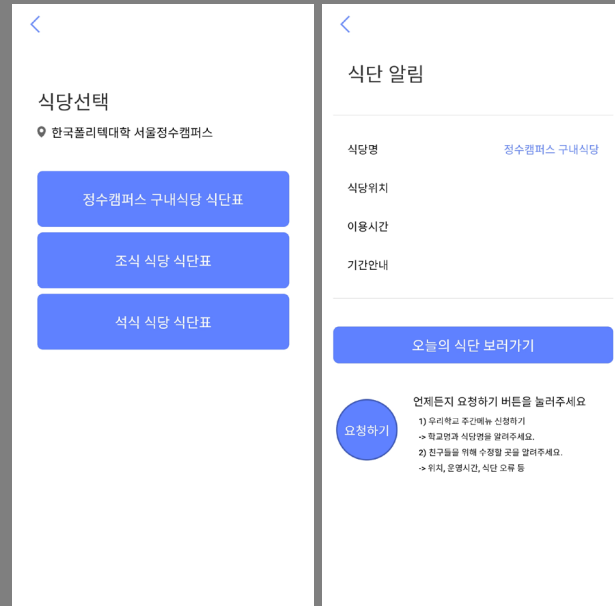 식당선택
한국폴리텍대학 서울정수캠퍼스
정수캠퍼스 구내식당 식단표
조식 식당 식단표
석식 식당 식단표
식단 알림
식당명 정수캠퍼스 구내식당
식당위치
이용시간
기간안내
오늘의 식단 보러가기
요청하기
언제든지 요청하기 버튼을 눌러주세요
1) 우리학교 주간메뉴 신청하기
-> 학교명과 식당명을 알려주세요.
2) 친구들을 위해 수정할 곳을 알려주세요.
-> 위치, 운영시간, 식단 오류 등